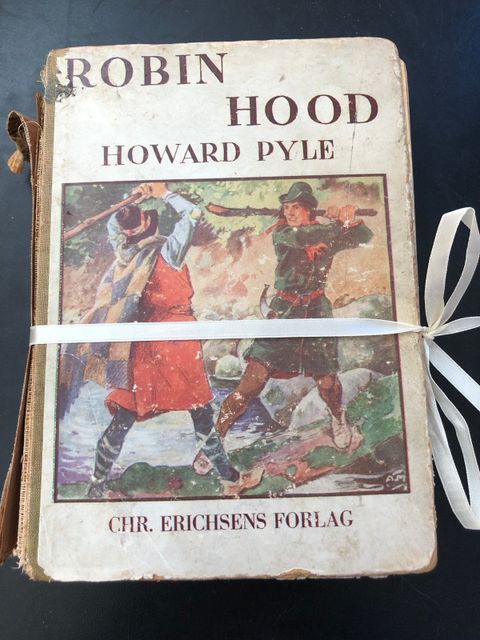 ROBIN
HOOD
HOWARD PYLE
CHR. ERICHSENS FORLAG